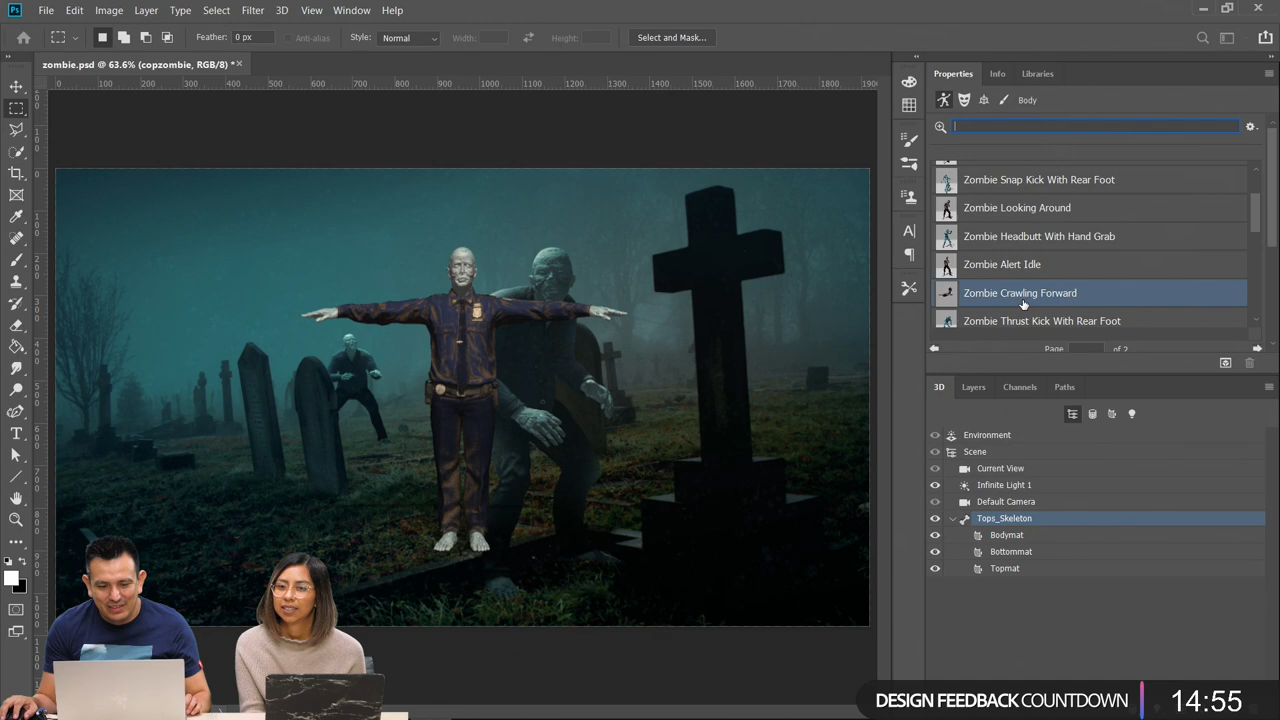 Ps File Edit Image Layer Type Select Filter 3D View Window Help
Feather: 0 px Anti-alias Style: Normal Width: Height: Select and Mask...
zombie.psd @ 63.6% (copzombie, RGB/8) *
0 100 200 300 400 500 600 700 800 900 1000 1100 1200 1300 1400 1500 1600 1700 1800 1900
Properties Info Libraries
Body
Zombie Snap Kick With Rear Foot
Zombie Looking Around
Zombie Headbutt With Hand Grab
Zombie Alert Idle
Zombie Crawling Forward
Zombie Thrust Kick With Rear Foot
Page of 2
3D Layers Channels Paths
Environment
Scene
Current View
Infinite Light 1
Default Camera
Tops_Skeleton
Bodymat
Bottommat
Topmat
DESIGN FEEDBACK COUNTDOWN 14:55